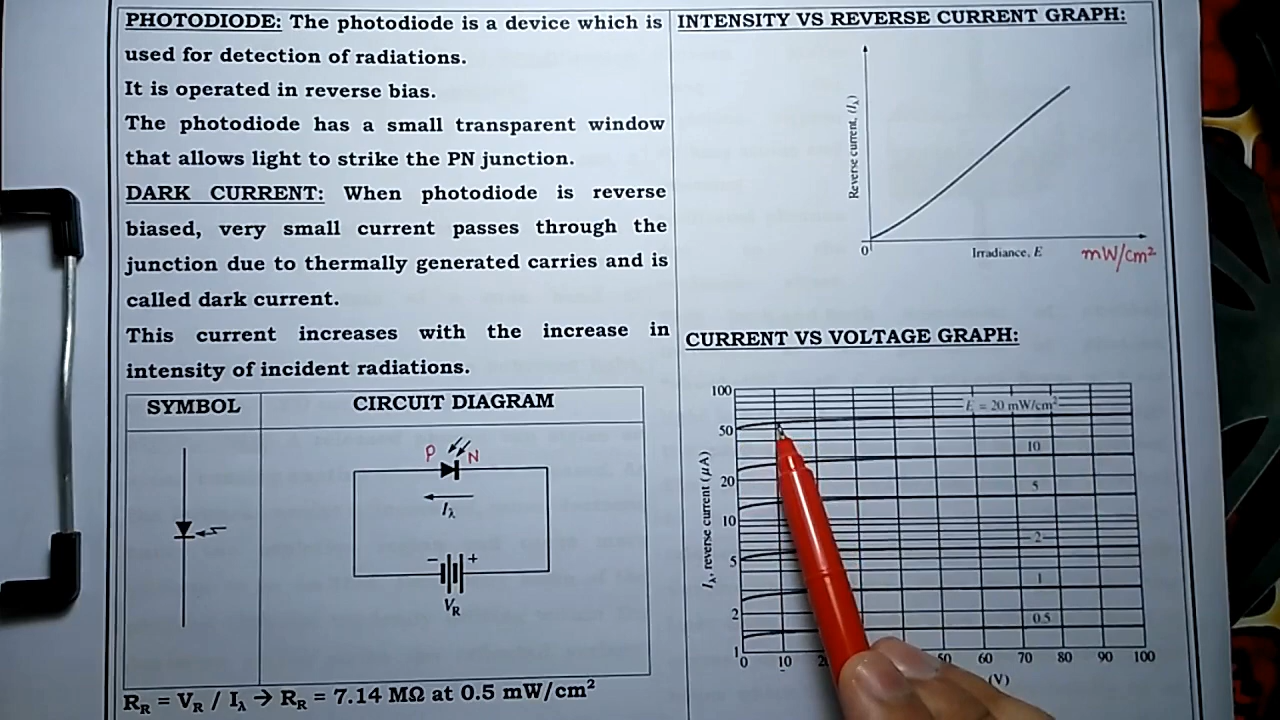 PHOTODIODE: The photodiode is a device which is
used for detection of radiations.
It is operated in reverse bias.
The photodiode has a small transparent window
that allows light to strike the PN junction.
DARK CURRENT: When photodiode is reverse
biased, very small current passes through the
junction due to thermally generated carries and is
called dark current.
This current increases with the increase in
intensity of incident radiations.
SYMBOL
CIRCUIT DIAGRAM
P
N
Iλ
−
+
VR
RR = VR / Iλ → RR = 7.14 MΩ at 0.5 mW/cm²
INTENSITY VS REVERSE CURRENT GRAPH:
Reverse current, (Iλ)
0
Irradiance, E
mW/cm²
CURRENT VS VOLTAGE GRAPH:
Iλ, reverse current (μA)
100
50
20
10
5
2
1
E = 20 mW/cm²
10
5
2
1
0.5
0 10 50 60 70 80 90 100
(V)